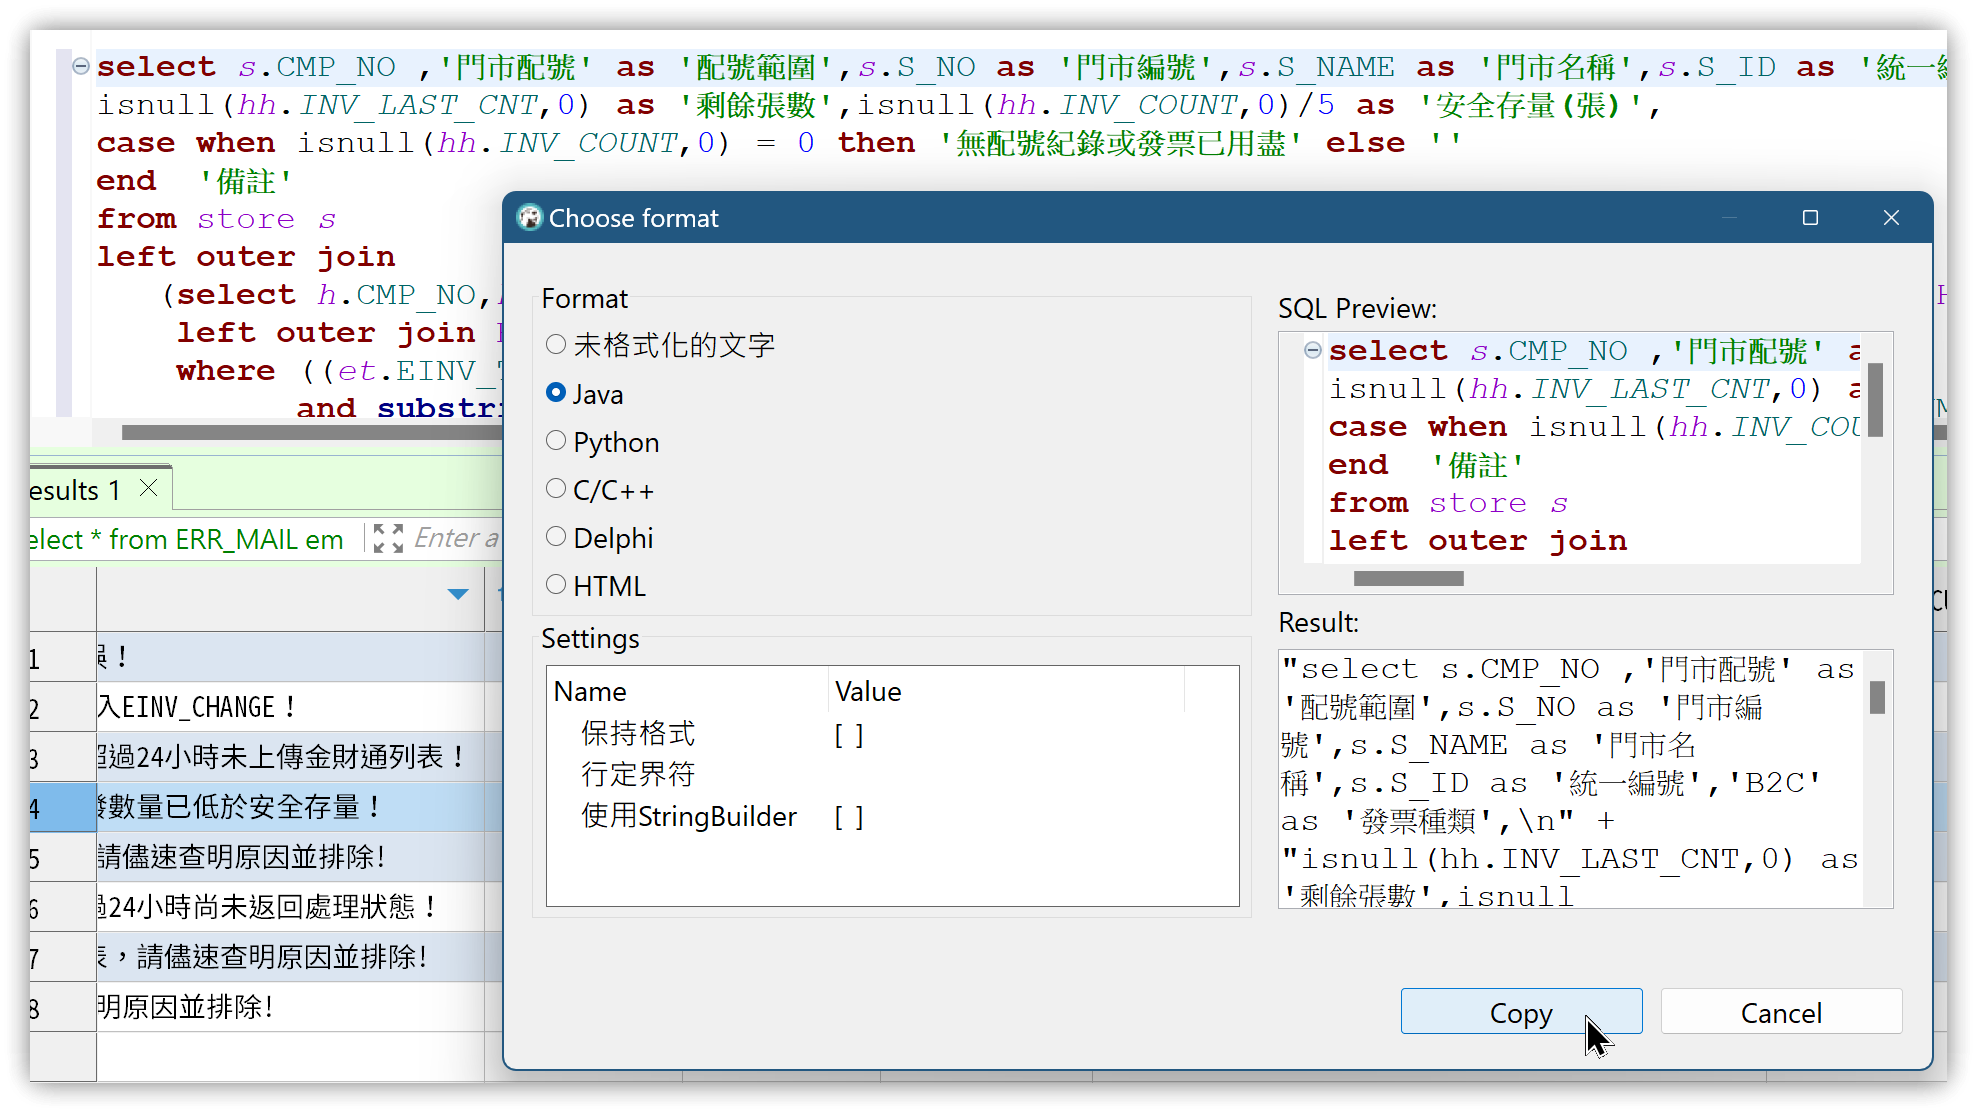 select s.CMP_NO ,'門市配號' as '配號範圍',s.S_NO as '門市編號',s.S_NAME as '門市名稱',s.S_ID as '統一
isnull(hh.INV_LAST_CNT,0) as '剩餘張數',isnull(hh.INV_COUNT,0)/5 as '安全存量(張)',
case when isnull(hh.INV_COUNT,0) = 0 then '無配號紀錄或發票已用盡' else ''
end '備註'
from store s
left outer join
(select h.CMP_NO,
left outer join
where ((et.EINV_
and substri
Choose format
Format
未格式化的文字
Java
Python
C/C++
Delphi
HTML
Settings
Name Value
保持格式 [ ]
行定界符
使用StringBuilder [ ]
SQL Preview:
select s.CMP_NO ,'門市配號' a
isnull(hh.INV_LAST_CNT,0) a
case when isnull(hh.INV_COU
end '備註'
from store s
left outer join
Result:
"select s.CMP_NO ,'門市配號' as
'配號範圍',s.S_NO as '門市編
號',s.S_NAME as '門市名
稱',s.S_ID as '統一編號','B2C'
as '發票種類',\n" +
"isnull(hh.INV_LAST_CNT,0) as
'剩餘張數',isnull
Copy Cancel
esults 1
elect * from ERR_MAIL em Enter a
1 ！
2 入EINV_CHANGE！
3 超過24小時未上傳金財通列表！
4 數量已低於安全存量！
5 請儘速查明原因並排除!
6 過24小時尚未返回處理狀態！
7 表，請儘速查明原因並排除!
8 明原因並排除!